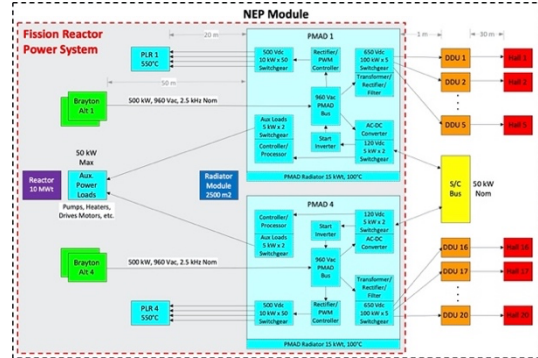 NEP Module
Fission Reactor
Power System
PLR 1
550°C
20 m
50 m
PMAD 1
500 Vdc
10 kW x 50
Switchgear
Rectifier/
PWM
Controller
650 Vdc
100 kW x 5
Switchgear
Transformer/
Rectifier/
Filter
960 Vac
PMAD
Bus
Aux Loads
5 kW x 2
Switchgear
Controller/
Processor
Start
Inverter
AC-DC
Converter
120 Vdc
5 kW x 2
Switchgear
PMAD Radiator 15 kWt, 100°C
1 m
30 m
DDU 1
Hall 1
DDU 2
Hall 2
DDU 5
Hall 5
Brayton
Alt 1
500 kW, 960 Vac, 2.5 kHz Nom
50 kW
Max
Reactor
10 MWt
Aux.
Power
Loads
Pumps, Heaters,
Drives Motors, etc.
Radiator
Module
2500 m2
S/C
Bus
50 kW
Nom
PMAD 4
Controller/
Processor
Aux Loads
5 kW x 2
Switchgear
Start
Inverter
120 Vdc
5 kW x 2
Switchgear
AC-DC
Converter
960 Vac
PMAD
Bus
Transformer/
Rectifier/
Filter
500 Vdc
10 kW x 50
Switchgear
Rectifier/
PWM
Controller
650 Vdc
100 kW x 5
Switchgear
PMAD Radiator 15 kWt, 100°C
Brayton
Alt 4
500 kW, 960 Vac, 2.5 kHz Nom
PLR 4
550°C
DDU 16
Hall 16
DDU 17
Hall 17
DDU 20
Hall 20